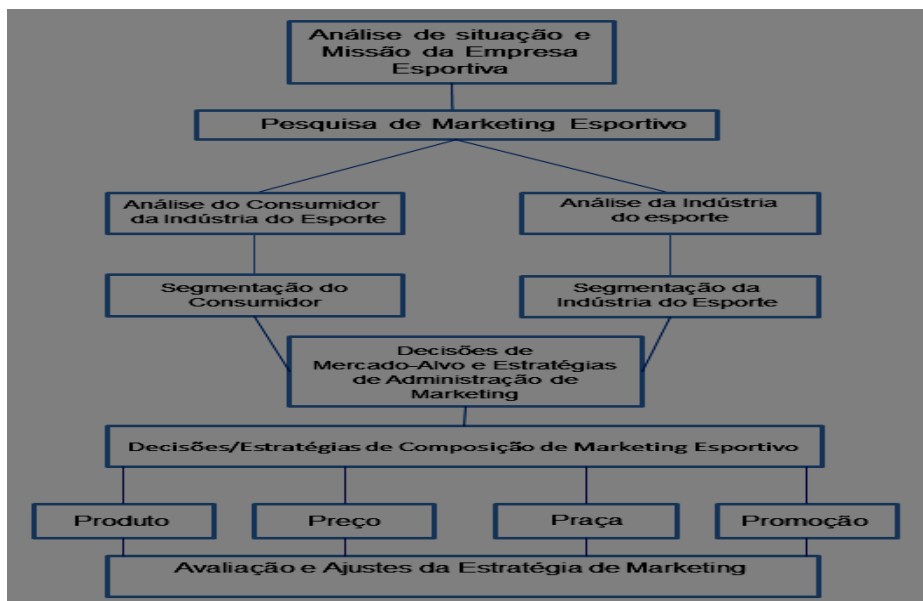 Análise de situação e
Missão da Empresa
Esportiva
Pesquisa de Marketing Esportivo
Análise do Consumidor
da Indústria do Esporte
Análise da Indústria
do esporte
Segmentação do
Consumidor
Segmentação da
Indústria do Esporte
Decisões de
Mercado-Alvo e Estratégias
de Administração de
Marketing
Decisões/Estratégias de Composição de Marketing Esportivo
Produto
Preço
Praça
Promoção
Avaliação e Ajustes da Estratégia de Marketing